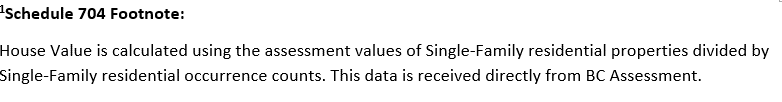 ¹Schedule 704 Footnote:
House Value is calculated using the assessment values of Single-Family residential properties divided by
Single-Family residential occurrence counts. This data is received directly from BC Assessment.